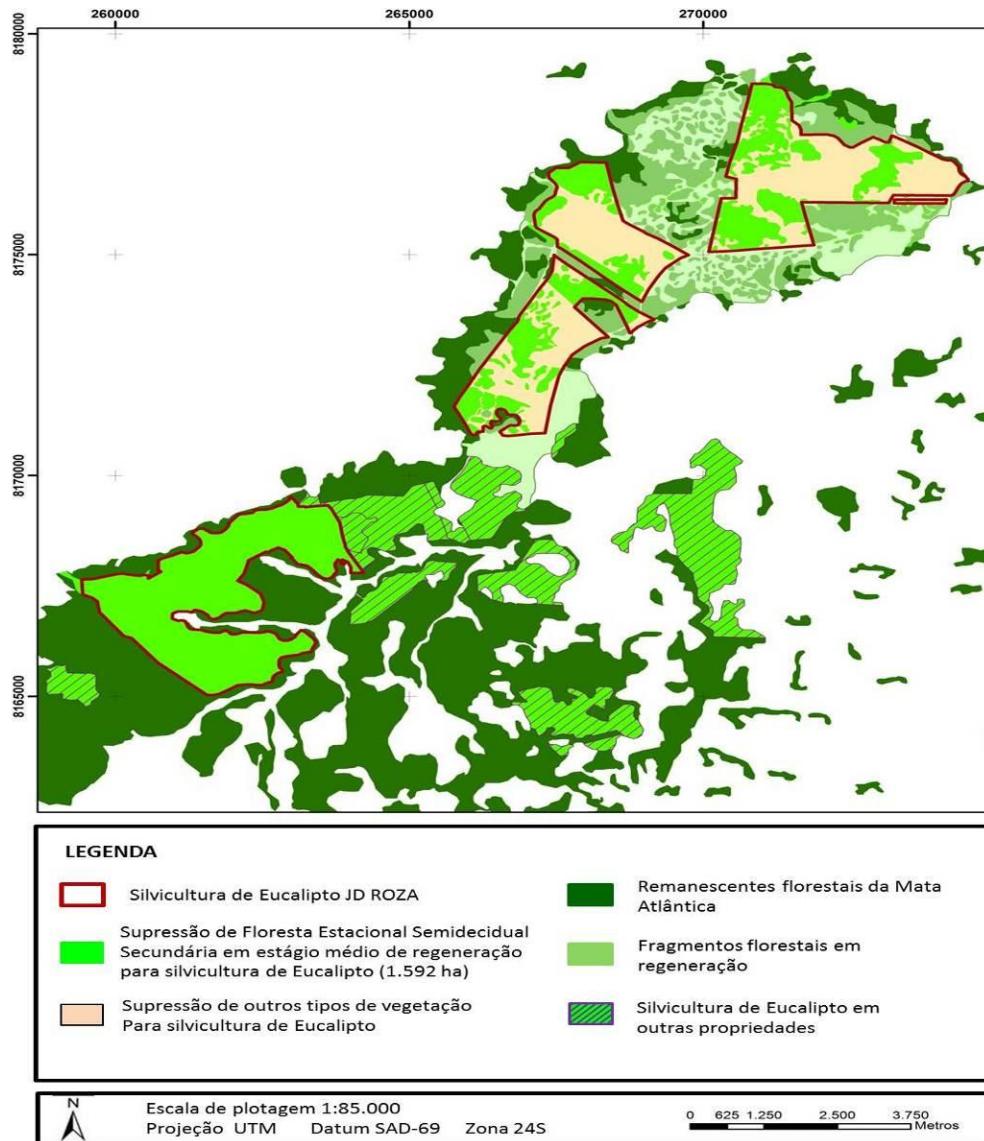 260000
265000
270000
8180000
8175000
8170000
8165000
LEGENDA
Silvicultura de Eucalipto JD ROZA
Supressão de Floresta Estacional Semidecidual
Secundária em estágio médio de regeneração
para silvicultura de Eucalipto (1.592 ha)
Supressão de outros tipos de vegetação
Para silvicultura de Eucalipto
Remanescentes florestais da Mata
Atlântica
Fragmentos florestais em
regeneração
Silvicultura de Eucalipto em
outras propriedades
N
Escala de plotagem 1:85.000
Projeção UTM Datum SAD-69 Zona 24S
0 625 1.250 2.500 3.750
Metros